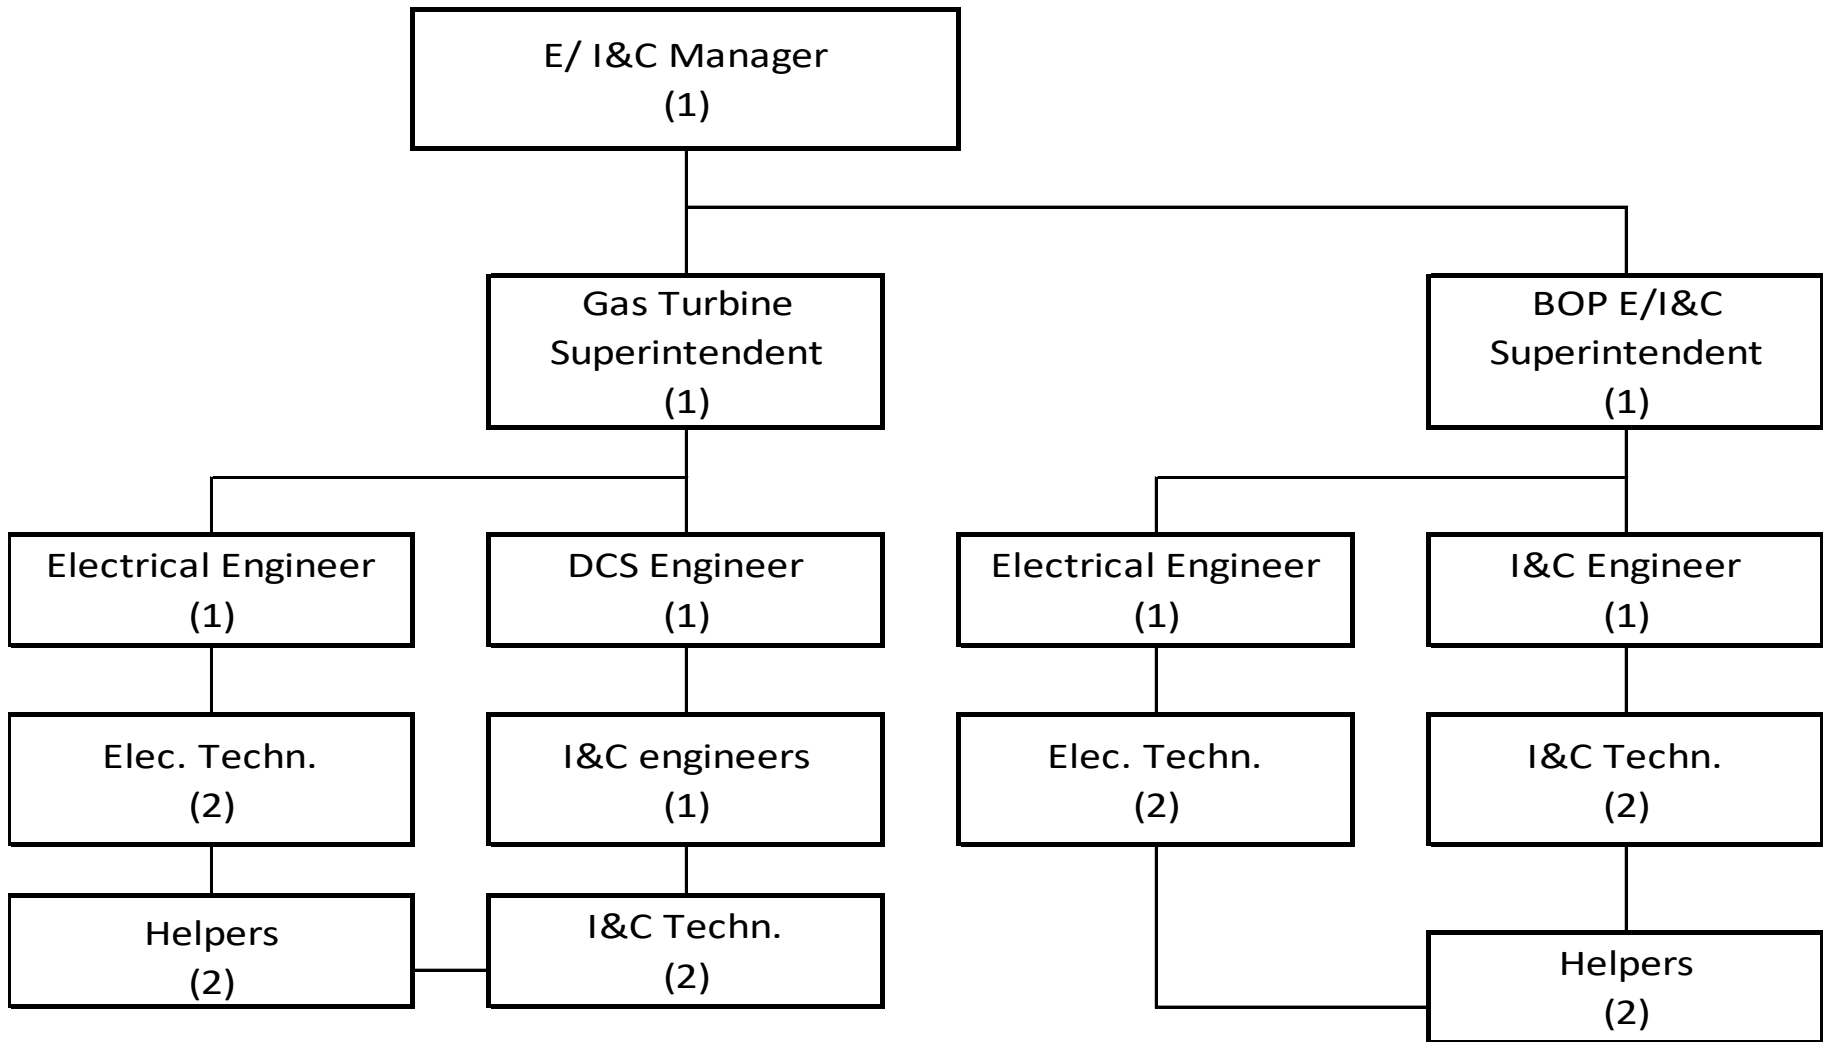 E/ I&C Manager
(1)
Gas Turbine
Superintendent
(1)
BOP E/I&C
Superintendent
(1)
Electrical Engineer
(1)
DCS Engineer
(1)
Electrical Engineer
(1)
I&C Engineer
(1)
Elec. Techn.
(2)
I&C engineers
(1)
Elec. Techn.
(2)
I&C Techn.
(2)
Helpers
(2)
I&C Techn.
(2)
Helpers
(2)